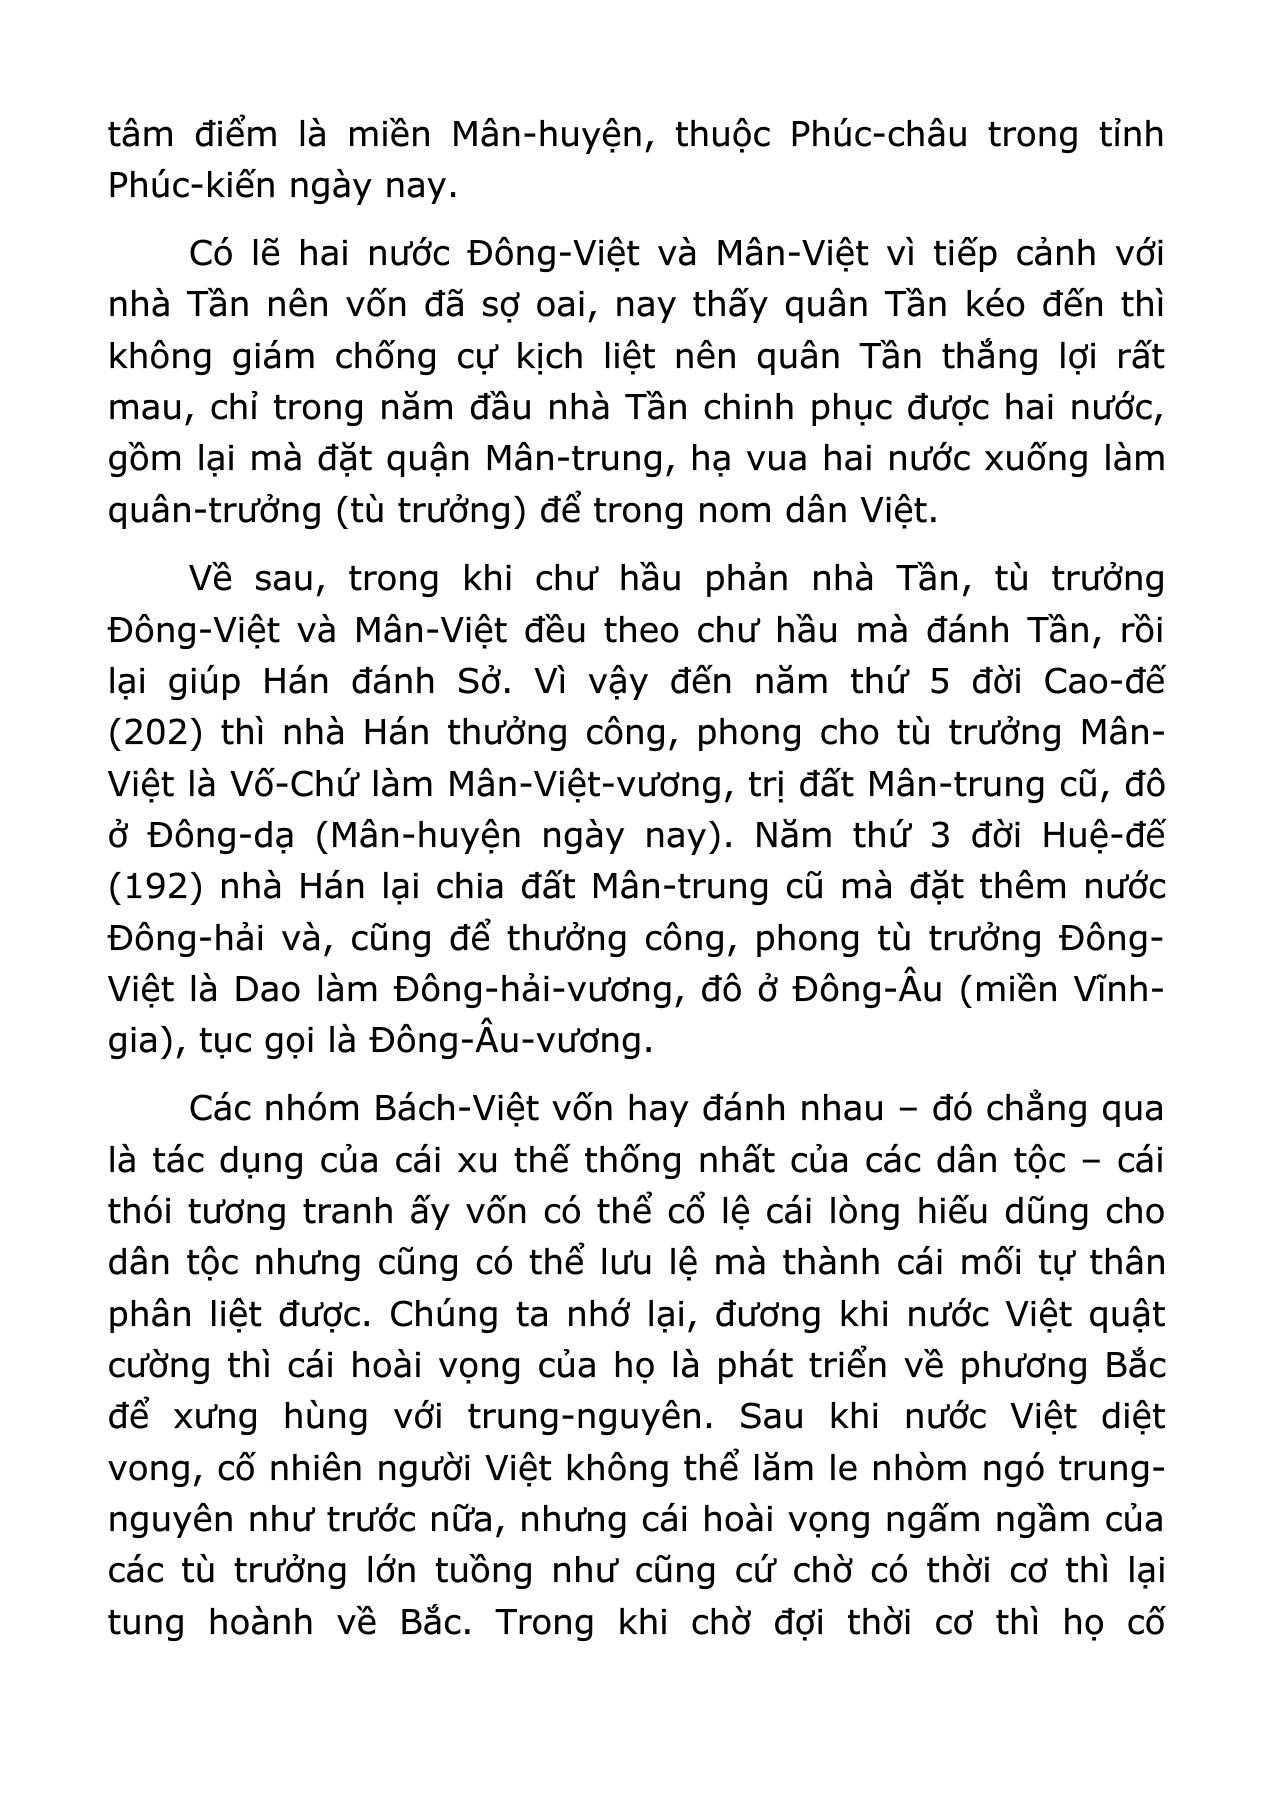 tâm điểm là miền Mân-huyện, thuộc Phúc-châu trong tỉnh
Phúc-kiến ngày nay.
Có lẽ hai nước Đông-Việt và Mân-Việt vì tiếp cảnh với
nhà Tần nên vốn đã sợ oai, nay thấy quân Tần kéo đến thì
không giám chống cự kịch liệt nên quân Tần thắng lợi rất
mau, chỉ trong năm đầu nhà Tần chinh phục được hai nước,
gồm lại mà đặt quận Mân-trung, hạ vua hai nước xuống làm
quân-trưởng (tù trưởng) để trong nom dân Việt.
Về sau, trong khi chư hầu phản nhà Tần, tù trưởng
Đông-Việt và Mân-Việt đều theo chư hầu mà đánh Tần, rồi
lại giúp Hán đánh Sở. Vì vậy đến năm thứ 5 đời Cao-đế
(202) thì nhà Hán thưởng công, phong cho tù trưởng Mân-
Việt là Vố-Chứ làm Mân-Việt-vương, trị đất Mân-trung cũ, đô
ở Đông-dạ (Mân-huyện ngày nay). Năm thứ 3 đời Huệ-đế
(192) nhà Hán lại chia đất Mân-trung cũ mà đặt thêm nước
Đông-hải và, cũng để thưởng công, phong tù trưởng Đông-
Việt là Dao làm Đông-hải-vương, đô ở Đông-Âu (miền Vĩnh-
gia), tục gọi là Đông-Âu-vương.
Các nhóm Bách-Việt vốn hay đánh nhau – đó chẳng qua
là tác dụng của cái xu thế thống nhất của các dân tộc – cái
thói tương tranh ấy vốn có thể cổ lệ cái lòng hiếu dũng cho
dân tộc nhưng cũng có thể lưu lệ mà thành cái mối tự thân
phân liệt được. Chúng ta nhớ lại, đương khi nước Việt quật
cường thì cái hoài vọng của họ là phát triển về phương Bắc
để xưng hùng với trung-nguyên. Sau khi nước Việt diệt
vong, cố nhiên người Việt không thể lăm le nhòm ngó trung-
nguyên như trước nữa, nhưng cái hoài vọng ngấm ngầm của
các tù trưởng lớn tuồng như cũng cứ chờ có thời cơ thì lại
tung hoành về Bắc. Trong khi chờ đợi thời cơ thì họ cố